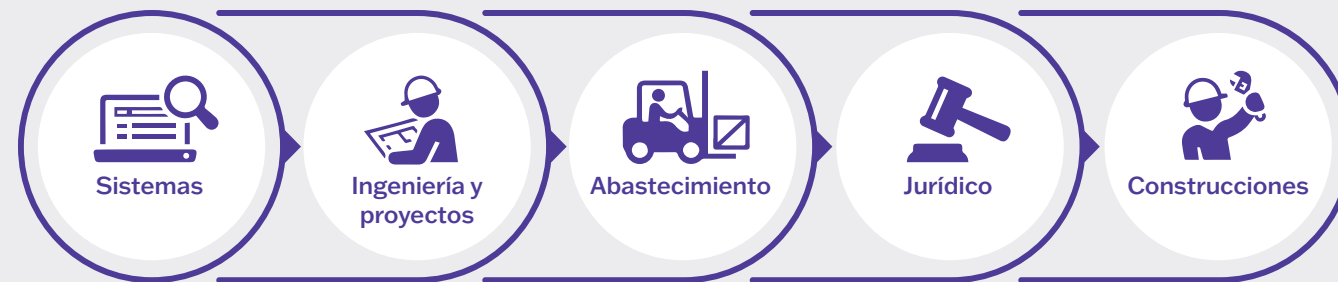 Sistemas
Ingeniería y
proyectos
Abastecimiento
Jurídico
Construcciones